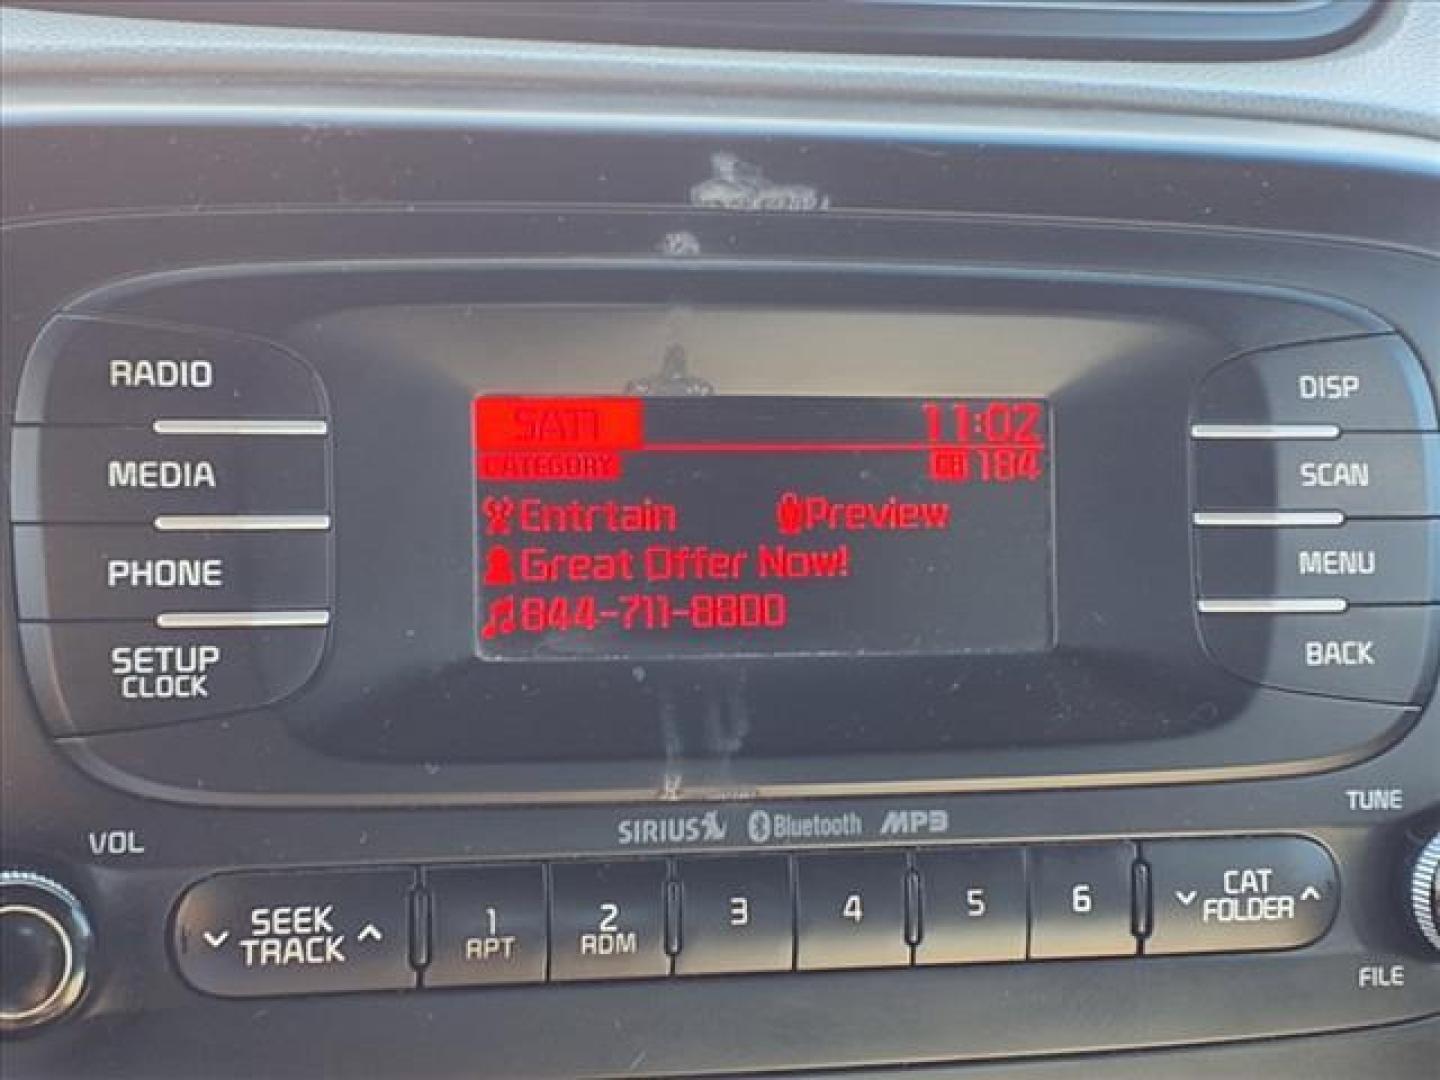 RADIO
MEDIA
PHONE
SETUP
CLOCK
SAT1 11:02
CATEGORY CH 184
Entrtain Preview
Great Offer Now!
844-711-8800
DISP
SCAN
MENU
BACK
SIRIUS Bluetooth MP3
VOL
TUNE
SEEK
TRACK
1
RPT
2
RDM
3
4
5
6
CAT
FOLDER
FILE